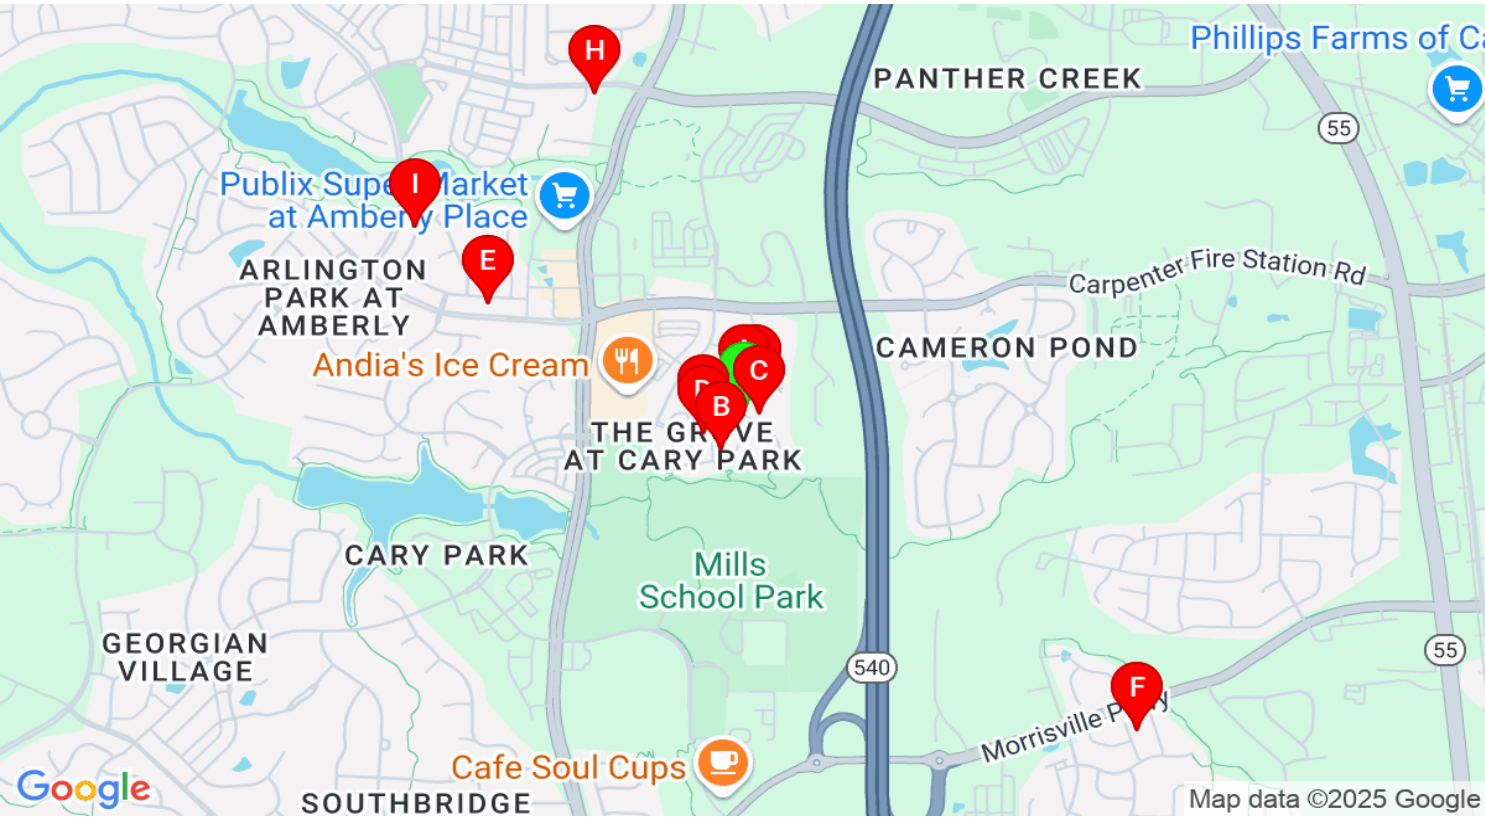 H
Phillips Farms of Ca
PANTHER CREEK
55
I
Publix Super Market
at Amberly Place
E
ARLINGTON
PARK AT
AMBERLY
Carpenter Fire Station Rd
Andia's Ice Cream
CAMERON POND
C
B
THE GROVE
AT CARY PARK
CARY PARK
Mills
School Park
GEORGIAN
VILLAGE
540
55
F
Morrisville Pkwy
Cafe Soul Cups
Google
SOUTHBRIDGE
Map data ©2025 Google